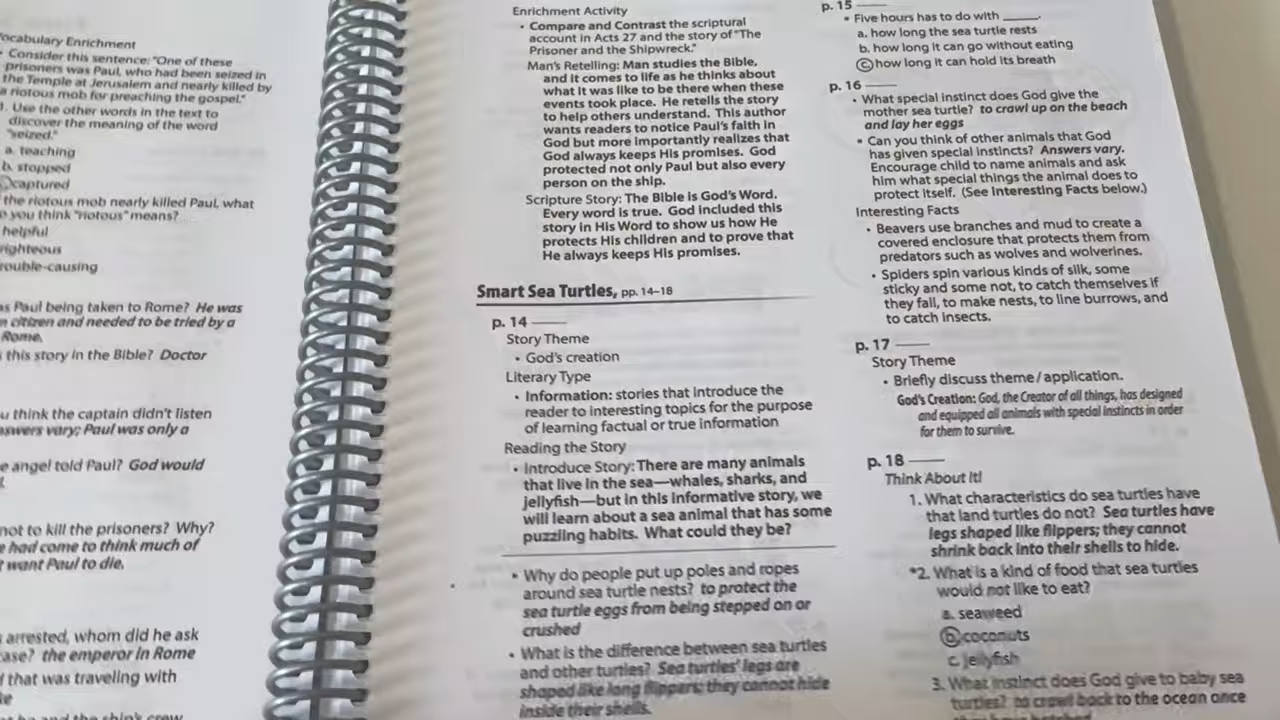 Vocabulary Enrichment
• Consider this sentence: "One of these
prisoners was Paul, who had been seized in
the Temple at Jerusalem and nearly killed by
a riotous mob for preaching the gospel."
1. Use the other words in the text to
discover the meaning of the word
"seized."
a. teaching
b. stopped
captured
the riotous mob nearly killed Paul, what
you think "riotous" means?
helpful
righteous
trouble-causing
as Paul being taken to Rome? He was
citizen and needed to be tried by a
Rome.
this story in the Bible? Doctor
u think the captain didn't listen
answers vary; Paul was only a
e angel told Paul? God would
not to kill the prisoners? Why?
had come to think much of
want Paul to die.
arrested, whom did he ask
case? the emperor in Rome
that was traveling with
he and the ship's crew
Enrichment Activity
• Compare and Contrast the scriptural
account in Acts 27 and the story of "The
Prisoner and the Shipwreck."
Man's Retelling: Man studies the Bible,
and it comes to life as he thinks about
what it was like to be there when these
events took place. He retells the story
to help others understand. This author
wants readers to notice Paul's faith in
God but more importantly realizes that
God always keeps His promises. God
protected not only Paul but also every
person on the ship.
Scripture Story: The Bible is God's Word.
Every word is true. God included this
story in His Word to show us how He
protects His children and to prove that
He always keeps His promises.
Smart Sea Turtles, pp. 14–18
p. 14
Story Theme
• God's creation
Literary Type
• Information: stories that introduce the
reader to interesting topics for the purpose
of learning factual or true information
Reading the Story
• Introduce Story: There are many animals
that live in the sea—whales, sharks, and
jellyfish—but in this informative story, we
will learn about a sea animal that has some
puzzling habits. What could they be?
• Why do people put up poles and ropes
around sea turtle nests? to protect the
sea turtle eggs from being stepped on or
crushed
• What is the difference between sea turtles
and other turtles? Sea turtles' legs are
shaped like long flippers; they cannot hide
inside their shells.
p. 15
• Five hours has to do with _____.
a. how long the sea turtle rests
b. how long it can go without eating
c. how long it can hold its breath
p. 16
• What special instinct does God give the
mother sea turtle? to crawl up on the beach
and lay her eggs
• Can you think of other animals that God
has given special instincts? Answers vary.
Encourage child to name animals and ask
him what special things the animal does to
protect itself. (See Interesting Facts below.)
Interesting Facts
• Beavers use branches and mud to create a
covered enclosure that protects them from
predators such as wolves and wolverines.
• Spiders spin various kinds of silk, some
sticky and some not, to catch themselves if
they fall, to make nests, to line burrows, and
to catch insects.
p. 17
Story Theme
• Briefly discuss theme/application.
God's Creation: God, the Creator of all things, has designed
and equipped all animals with special instincts in order
for them to survive.
p. 18
Think About It!
1. What characteristics do sea turtles have
that land turtles do not? Sea turtles have
legs shaped like flippers; they cannot
shrink back into their shells to hide.
*2. What is a kind of food that sea turtles
would not like to eat?
a. seaweed
b. coconuts
c. jellyfish
3. What instinct does God give to baby sea
turtles? to crawl back to the ocean once